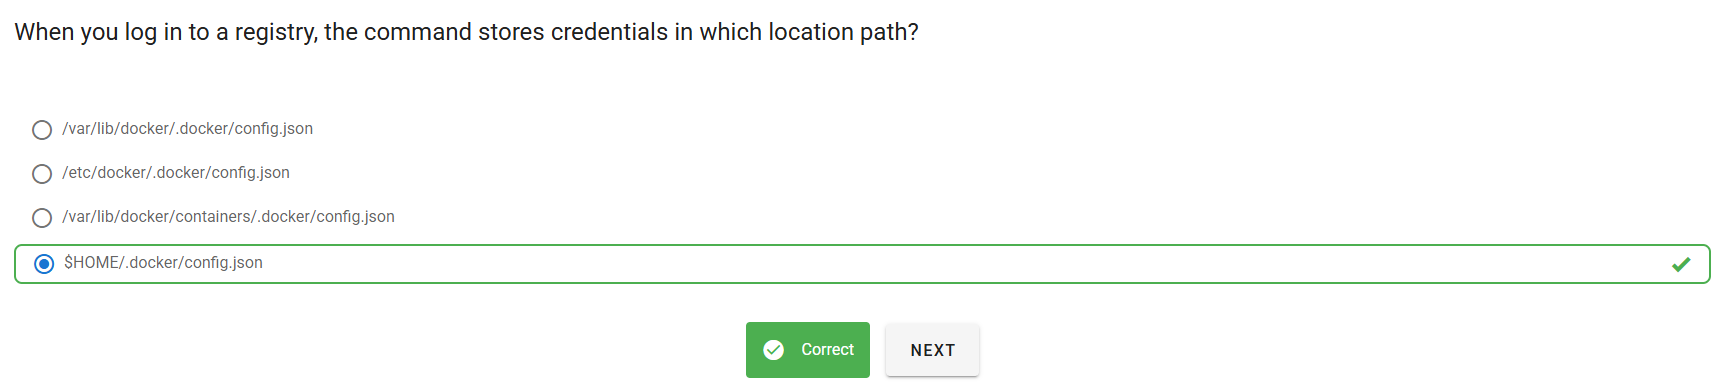 When you log in to a registry, the command stores credentials in which location path?
/var/lib/docker/.docker/config.json
/etc/docker/.docker/config.json
/var/lib/docker/containers/.docker/config.json
$HOME/.docker/config.json
Correct
NEXT